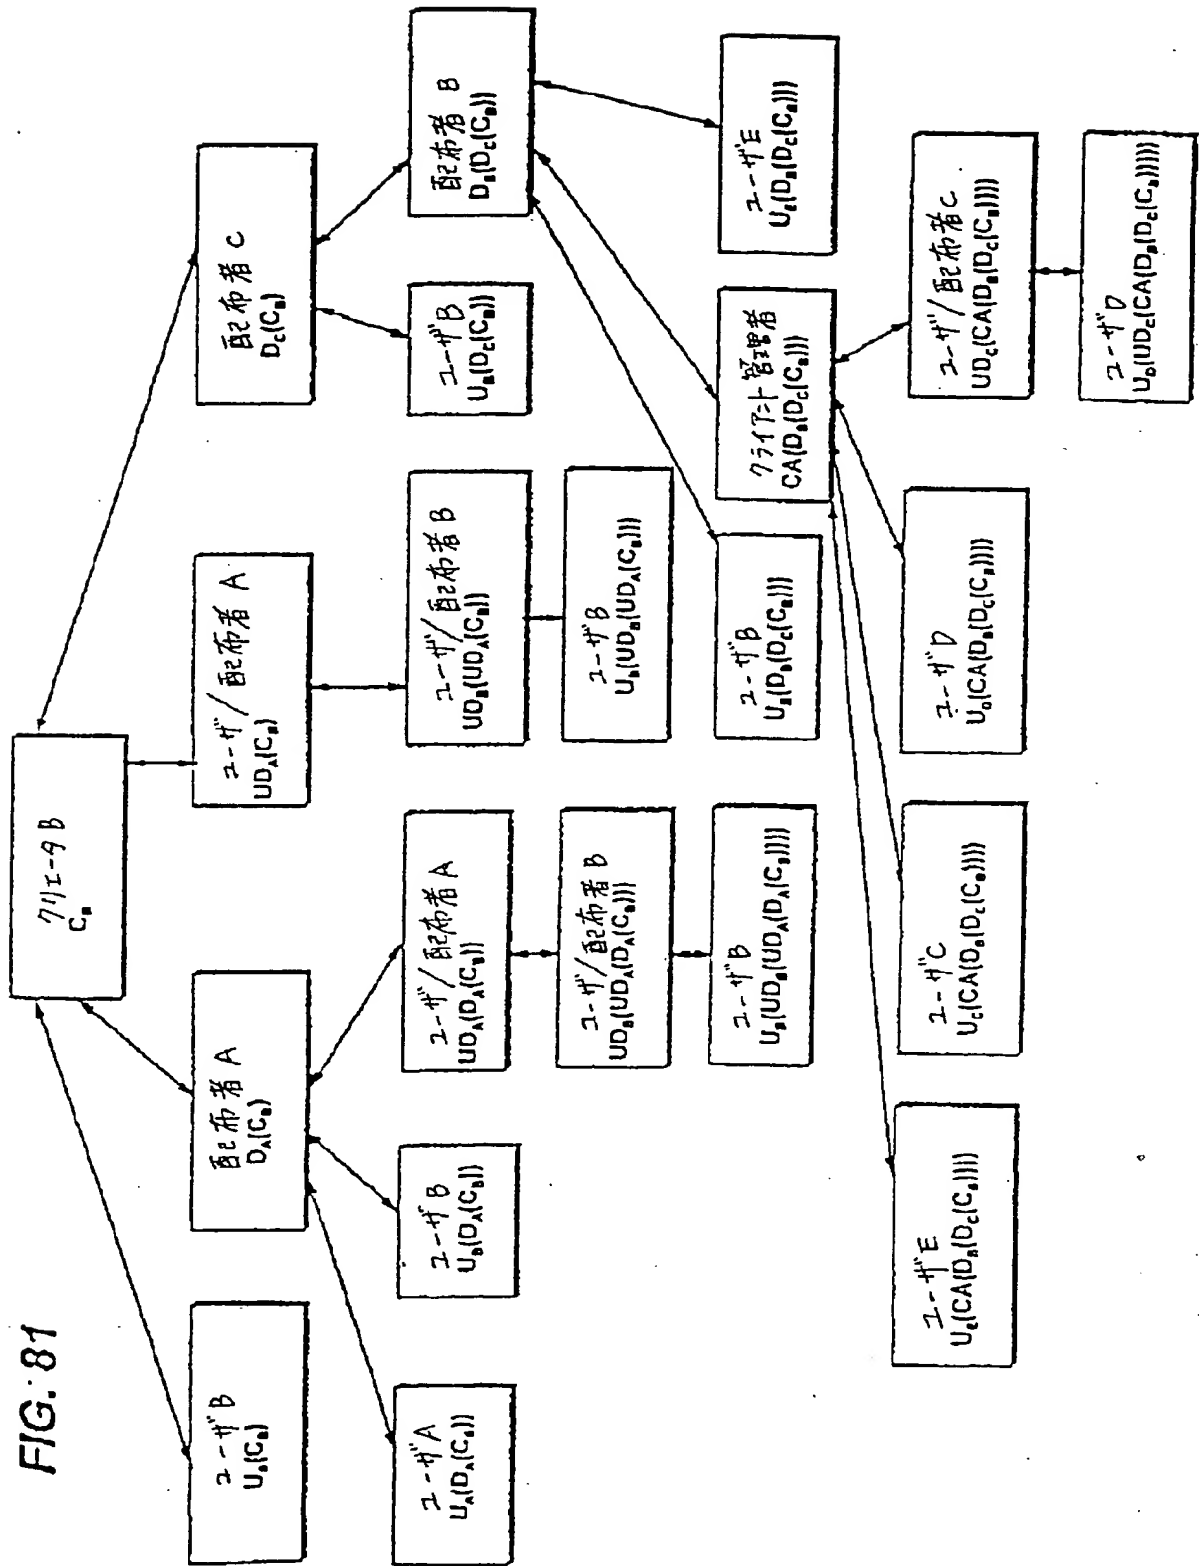 FIG. 81
クリエータB
C_B
ユーザB
U_B(C_B)
配布者A
D_A(C_B)
ユーザ/配布者A
UD_A(C_B)
配布者C
D_C(C_B)
ユーザA
U_A(D_A(C_B))
ユーザB
U_B(D_A(C_B))
ユーザ/配布者A
UD_A(D_A(C_B))
ユーザ/配布者B
UD_B(UD_A(C_B))
ユーザB
U_B(D_C(C_B))
配布者B
D_B(D_C(C_B))
ユーザ/配布者B
UD_B(UD_A(D_A(C_B)))
ユーザB
U_B(UD_B(UD_A(C_B)))
ユーザB
U_B(UD_B(UD_A(D_A(C_B))))
ユーザB
U_B(D_B(D_C(C_B)))
クライアント管理者
CA(D_B(D_C(C_B)))
ユーザE
U_E(D_B(D_C(C_B)))
ユーザE
U_E(CA(D_B(D_C(C_B))))
ユーザC
U_C(CA(D_B(D_C(C_B))))
ユーザD
U_D(CA(D_B(D_C(C_B))))
ユーザ/配布者C
UD_C(CA(D_B(D_C(C_B))))
ユーザD
U_D(UD_C(CA(D_B(D_C(C_B)))))